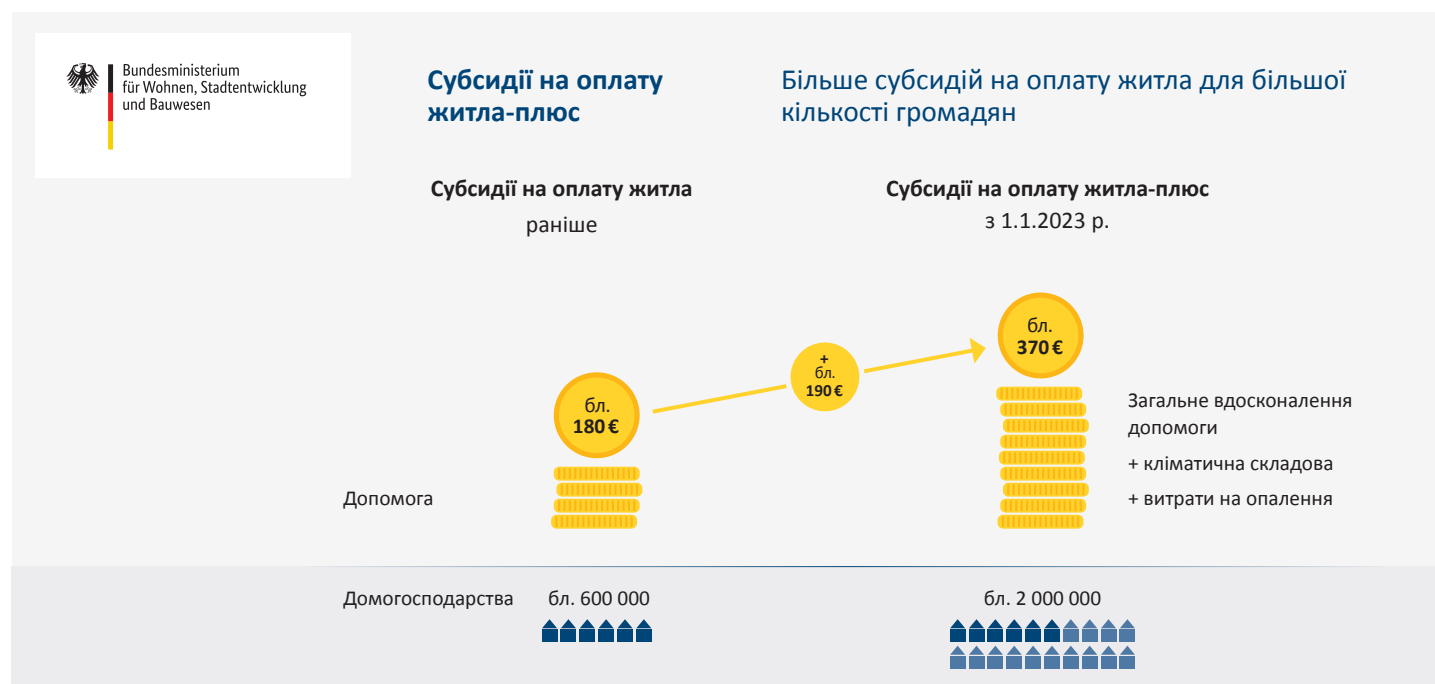 Bundesministerium
für Wohnen, Stadtentwicklung
und Bauwesen
Субсидії на оплату
житла-плюс
Більше субсидій на оплату житла для більшої
кількості громадян
Субсидії на оплату житла
раніше
Субсидії на оплату житла-плюс
з 1.1.2023 р.
бл.
180 €
+
бл.
190 €
бл.
370 €
Допомога
Загальне вдосконалення
допомоги
+ кліматична складова
+ витрати на опалення
Домогосподарства
бл. 600 000
бл. 2 000 000